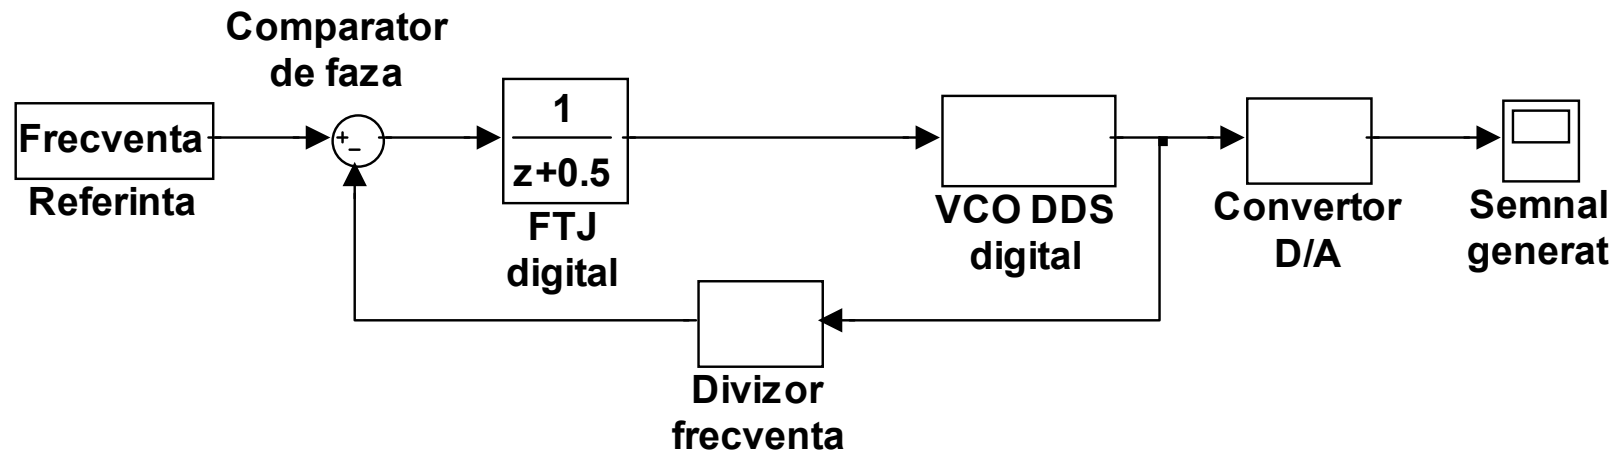 Comparator
de faza
Frecventa
Referinta
+
−
1
z+0.5
FTJ
digital
VCO DDS
digital
Convertor
D/A
Semnal
generat
Divizor
frecventa